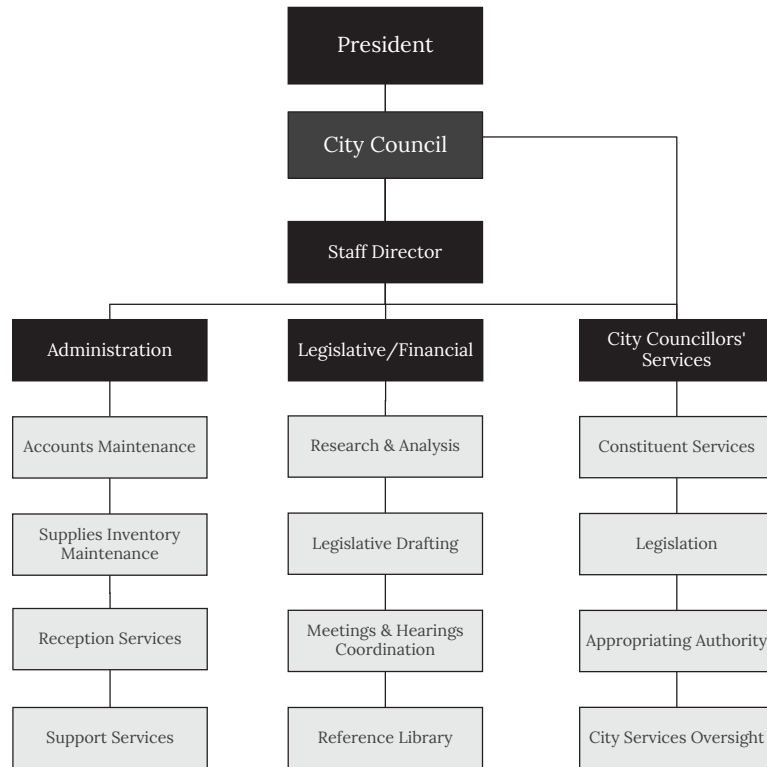 President
City Council
Staff Director
Administration
Legislative/Financial
City Councillors'
Services
Accounts Maintenance
Research & Analysis
Constituent Services
Supplies Inventory
Maintenance
Legislative Drafting
Legislation
Reception Services
Meetings & Hearings
Coordination
Appropriating Authority
Support Services
Reference Library
City Services Oversight